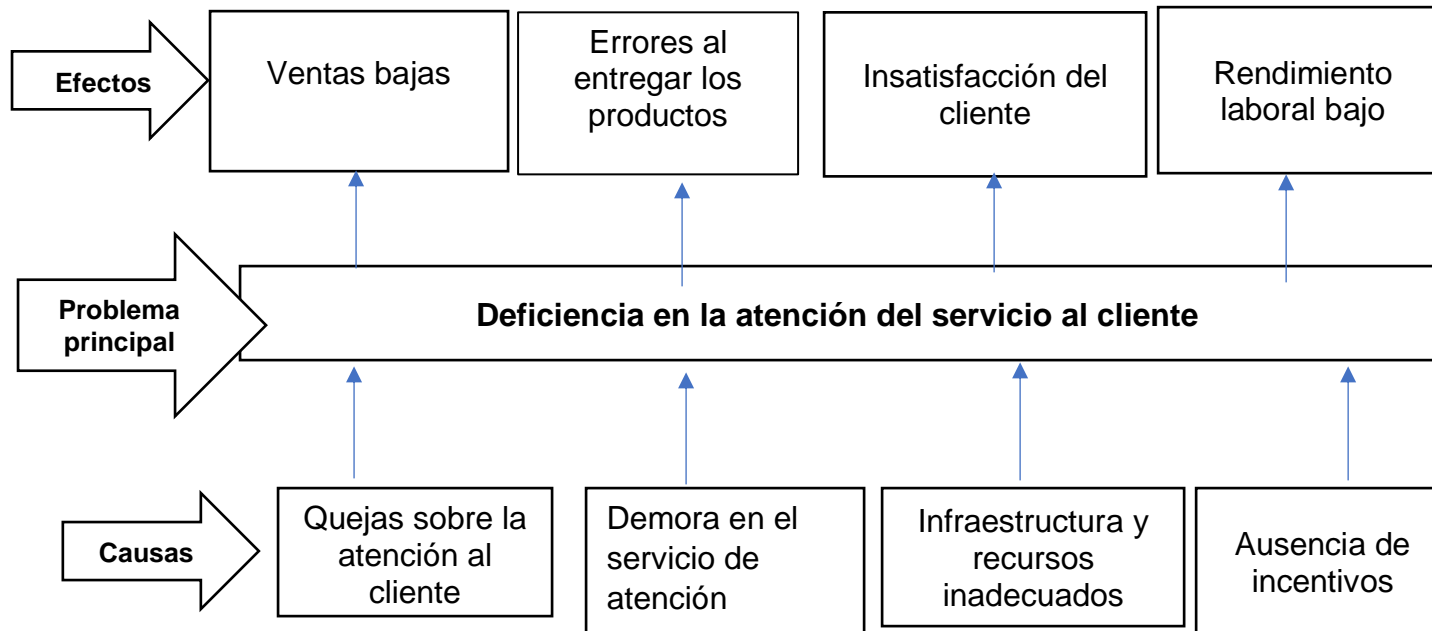 Efectos
Ventas bajas
Errores al
entregar los
productos
Insatisfacción del
cliente
Rendimiento
laboral bajo
Problema
principal
Deficiencia en la atención del servicio al cliente
Causas
Quejas sobre la
atención al
cliente
Demora en el
servicio de
atención
Infraestructura y
recursos
inadecuados
Ausencia de
incentivos